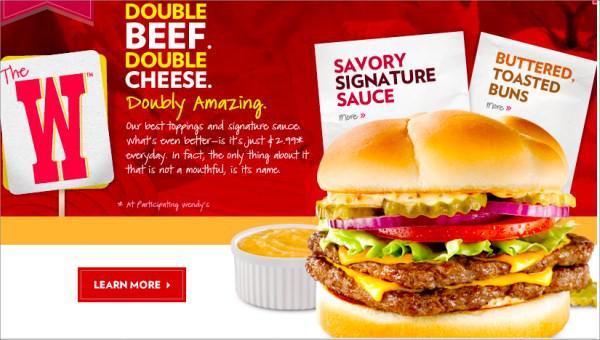 DOUBLE
BEEF.
DOUBLE
CHEESE.
Doubly Amazing.
Our best toppings and signature sauce.
What's even better—is it's just $2.99*
everyday. In fact, the only thing about it
that is not a mouthful, is its name.
* At Participating Wendy's
The
W™
SAVORY
SIGNATURE
SAUCE
more »
BUTTERED,
TOASTED
BUNS
more »
LEARN MORE